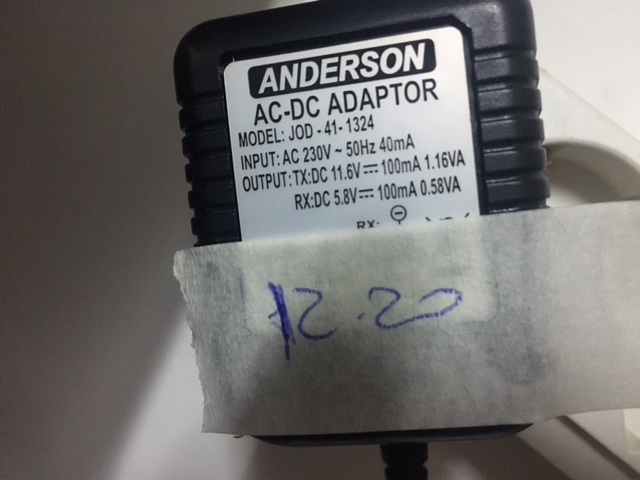 ANDERSON
AC-DC ADAPTOR
MODEL: JOD - 41- 1324
INPUT: AC 230V ~ 50Hz 40mA
OUTPUT: TX:DC 11.6V⎓100mA 1.16VA
RX:DC 5.8V⎓100mA 0.58VA
RX:
12.20